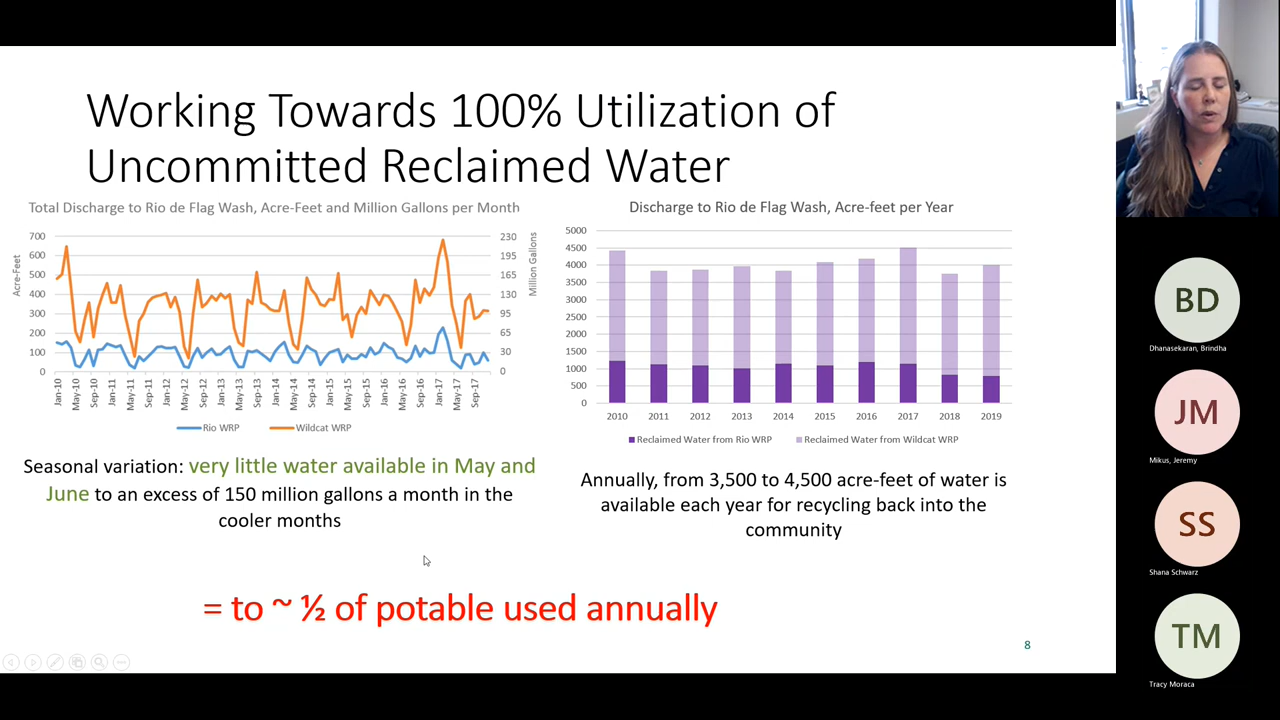 Working Towards 100% Utilization of
Uncommitted Reclaimed Water
Total Discharge to Rio de Flag Wash, Acre-Feet and Million Gallons per Month
700
600
500
400
300
200
100
0
Acre-Feet
230
195
165
130
95
65
30
0
Million Gallons
Jan-10
May-10
Sep-10
Jan-11
May-11
Sep-11
Jan-12
May-12
Sep-12
Jan-13
May-13
Sep-13
Jan-14
May-14
Sep-14
Jan-15
May-15
Sep-15
Jan-16
May-16
Sep-16
Jan-17
May-17
Sep-17
Rio WRP
Wildcat WRP
Seasonal variation: very little water available in May and
June to an excess of 150 million gallons a month in the
cooler months
Discharge to Rio de Flag Wash, Acre-feet per Year
5000
4500
4000
3500
3000
2500
2000
1500
1000
500
0
2010 2011 2012 2013 2014 2015 2016 2017 2018 2019
Reclaimed Water from Rio WRP
Reclaimed Water from Wildcat WRP
Annually, from 3,500 to 4,500 acre-feet of water is
available each year for recycling back into the
community
= to ~ ½ of potable used annually
8
BD
Dhanasekaran, Brindha
JM
Mikus, Jeremy
SS
Shana Schwarz
TM
Tracy Moraca